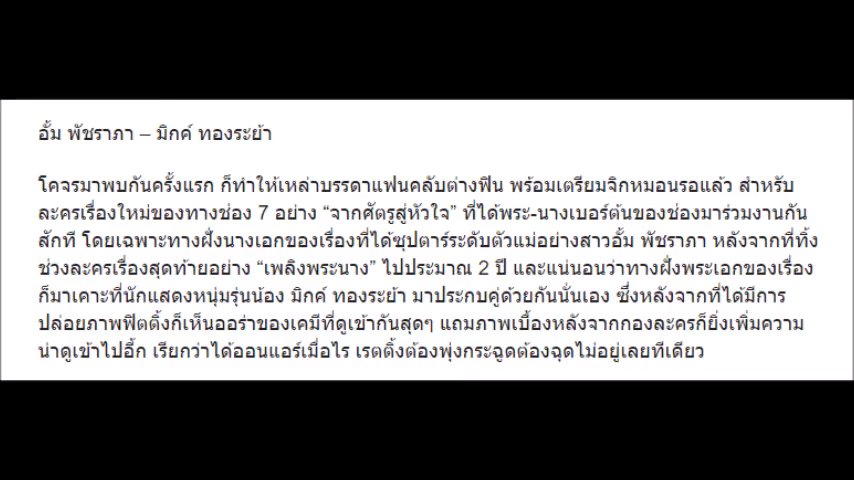 อั้ม พัชราภา – มิกค์ ทองระย้า
โคจรมาพบกันครั้งแรก ก็ทำให้เหล่าบรรดาแฟนคลับต่างฟิน พร้อมเตรียมจิกหมอนรอแล้ว สำหรับ
ละครเรื่องใหม่ของทางช่อง 7 อย่าง “จากศัตรูสู่หัวใจ” ที่ได้พระ-นางเบอร์ต้นของช่องมาร่วมงานกัน
สักที โดยเฉพาะทางฝั่งนางเอกของเรื่องที่ได้ซุปตาร์ระดับตัวแม่อย่างสาวอั้ม พัชราภา หลังจากที่ทิ้ง
ช่วงละครเรื่องสุดท้ายอย่าง “เพลิงพระนาง” ไปประมาณ 2 ปี และแน่นอนว่าทางฝั่งพระเอกของเรื่อง
ก็มาเคาะที่นักแสดงหนุ่มรุ่นน้อง มิกค์ ทองระย้า มาประกบคู่ด้วยกันนั่นเอง ซึ่งหลังจากที่ได้มีการ
ปล่อยภาพฟิตติ้งก็เห็นออร่าของเคมีที่ดูเข้ากันสุดๆ แถมภาพเบื้องหลังจากกองละครก็ยิ่งเพิ่มความ
น่าดูเข้าไปอี้ก เรียกว่าได้ออนแอร์เมื่อไร เรตติ้งต้องพุ่งกระฉูดต้องฉุดไม่อยู่เลยทีเดียว